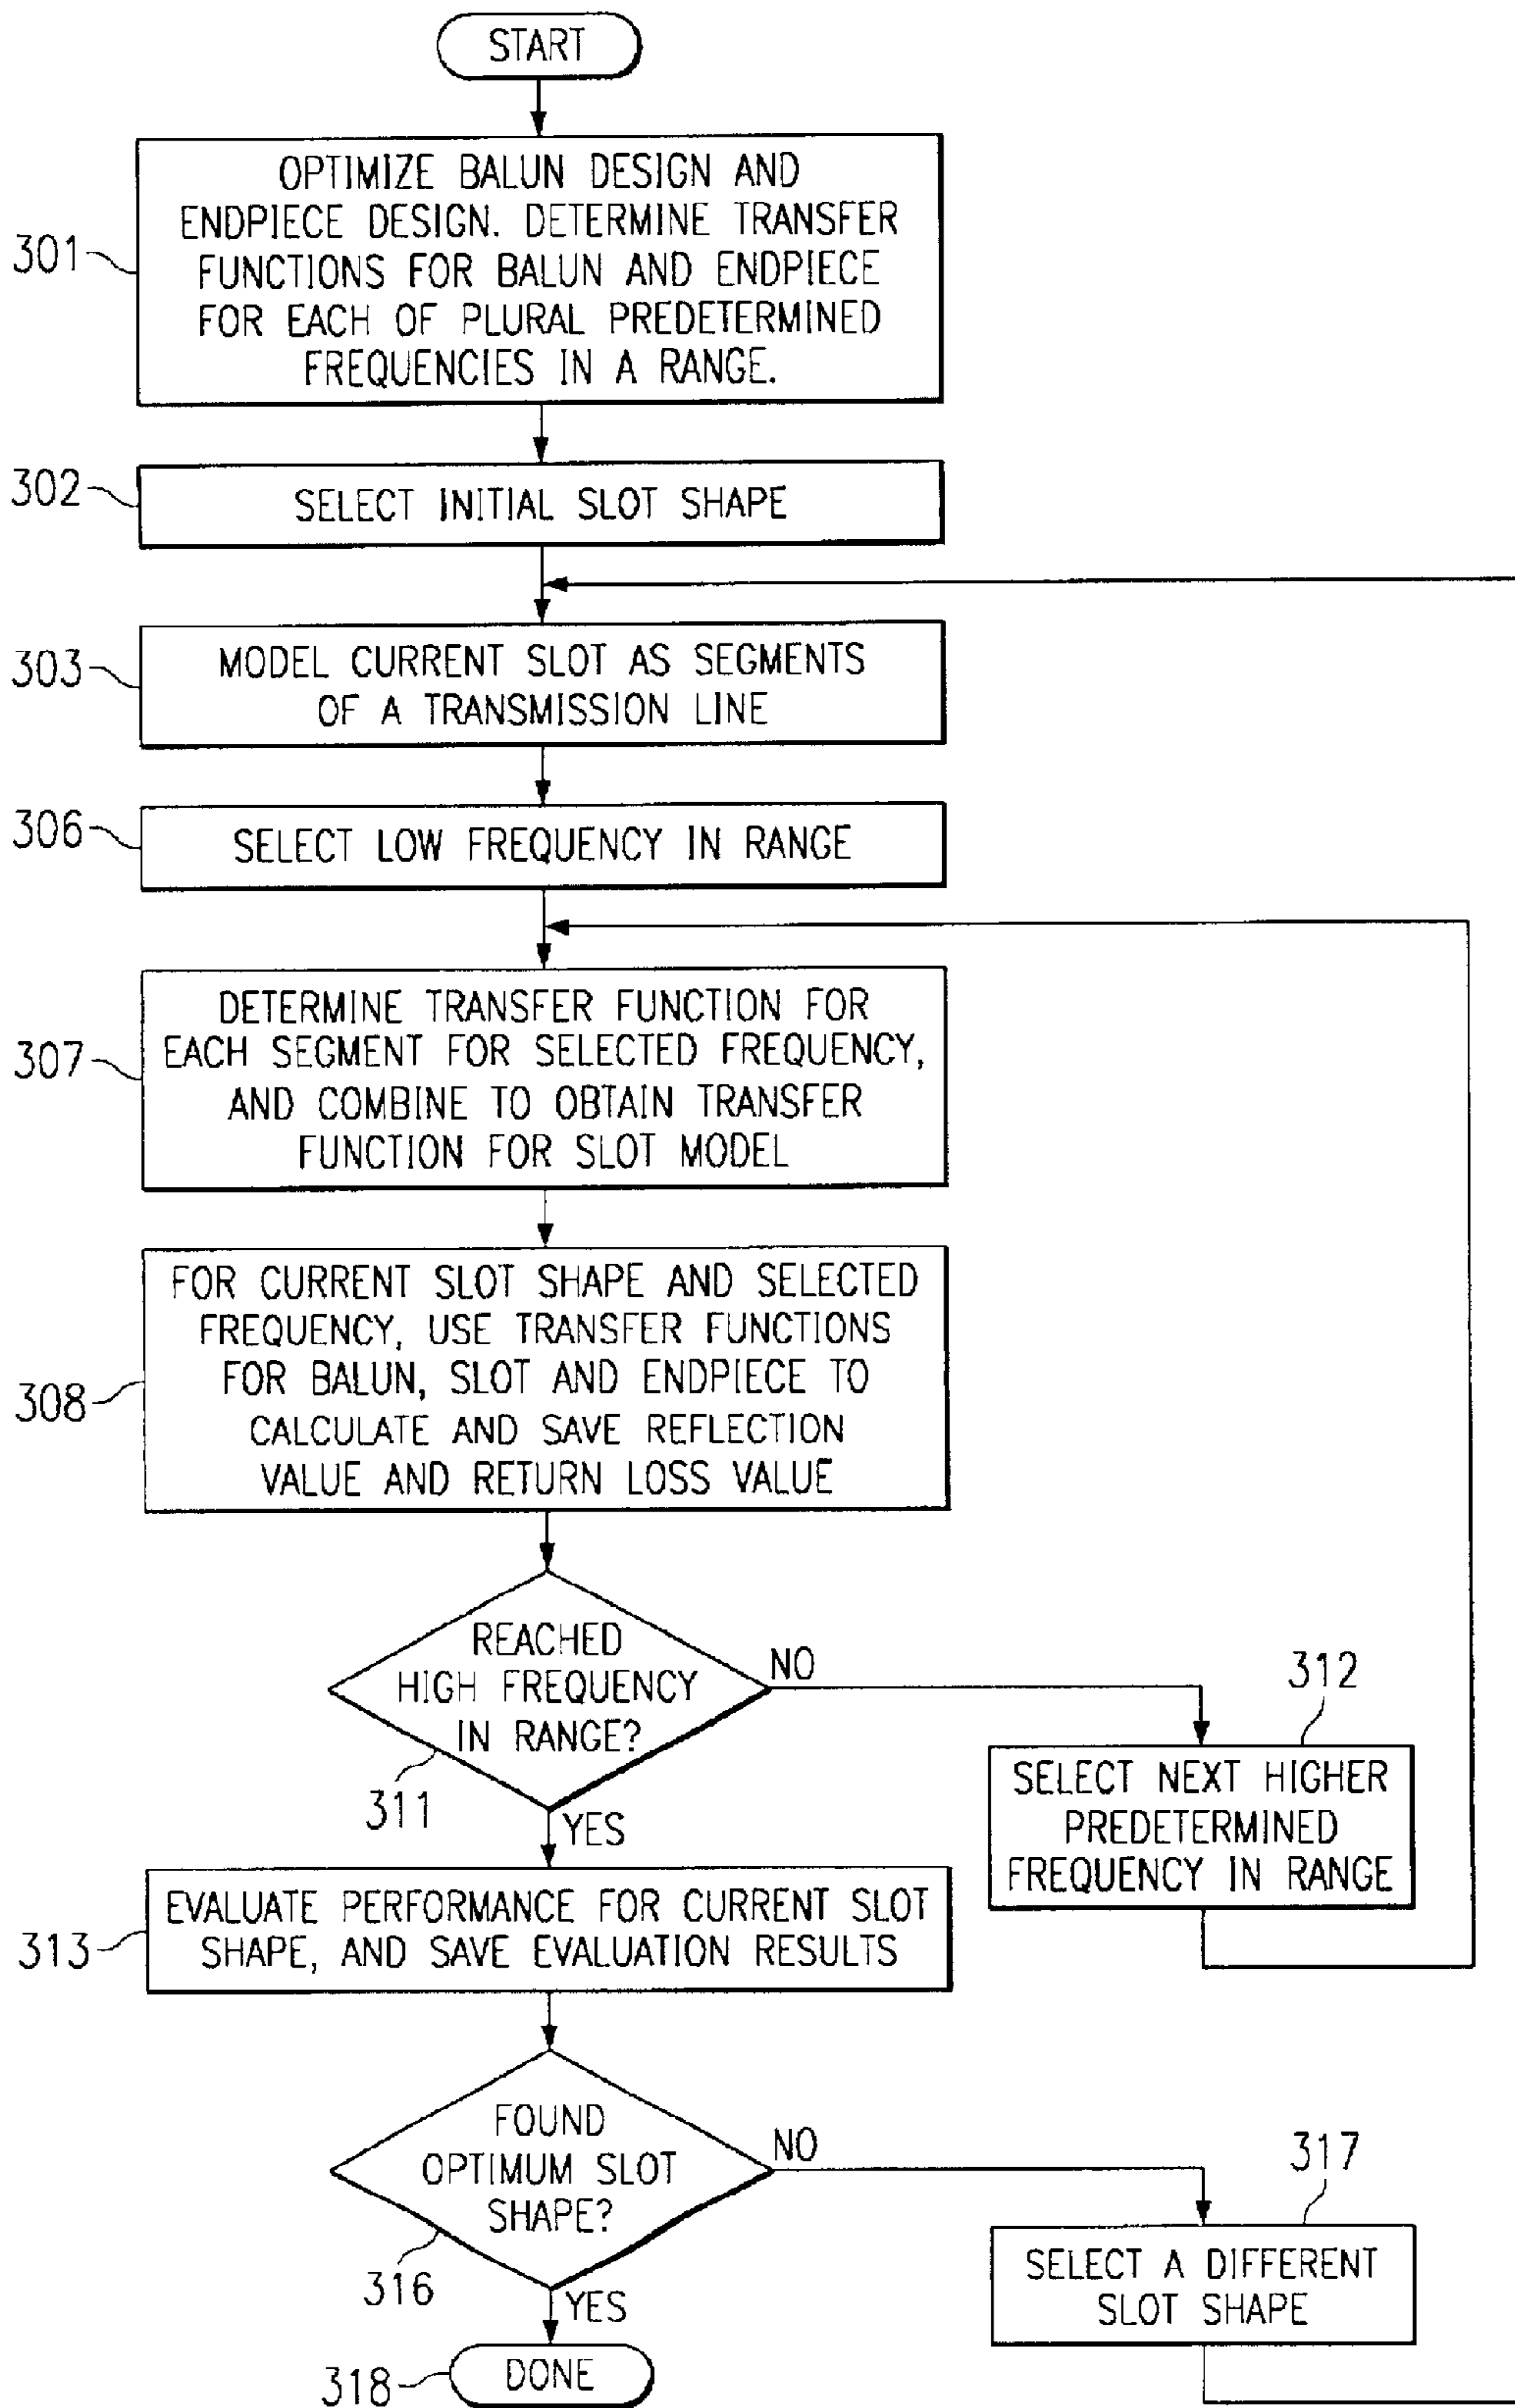 START
301
OPTIMIZE BALUN DESIGN AND
ENDPIECE DESIGN. DETERMINE TRANSFER
FUNCTIONS FOR BALUN AND ENDPIECE
FOR EACH OF PLURAL PREDETERMINED
FREQUENCIES IN A RANGE.
302
SELECT INITIAL SLOT SHAPE
303
MODEL CURRENT SLOT AS SEGMENTS
OF A TRANSMISSION LINE
306
SELECT LOW FREQUENCY IN RANGE
307
DETERMINE TRANSFER FUNCTION FOR
EACH SEGMENT FOR SELECTED FREQUENCY,
AND COMBINE TO OBTAIN TRANSFER
FUNCTION FOR SLOT MODEL
308
FOR CURRENT SLOT SHAPE AND SELECTED
FREQUENCY, USE TRANSFER FUNCTIONS
FOR BALUN, SLOT AND ENDPIECE TO
CALCULATE AND SAVE REFLECTION
VALUE AND RETURN LOSS VALUE
REACHED
HIGH FREQUENCY
IN RANGE?
311
NO
YES
312
SELECT NEXT HIGHER
PREDETERMINED
FREQUENCY IN RANGE
313
EVALUATE PERFORMANCE FOR CURRENT SLOT
SHAPE, AND SAVE EVALUATION RESULTS
FOUND
OPTIMUM SLOT
SHAPE?
316
NO
YES
317
SELECT A DIFFERENT
SLOT SHAPE
318
DONE